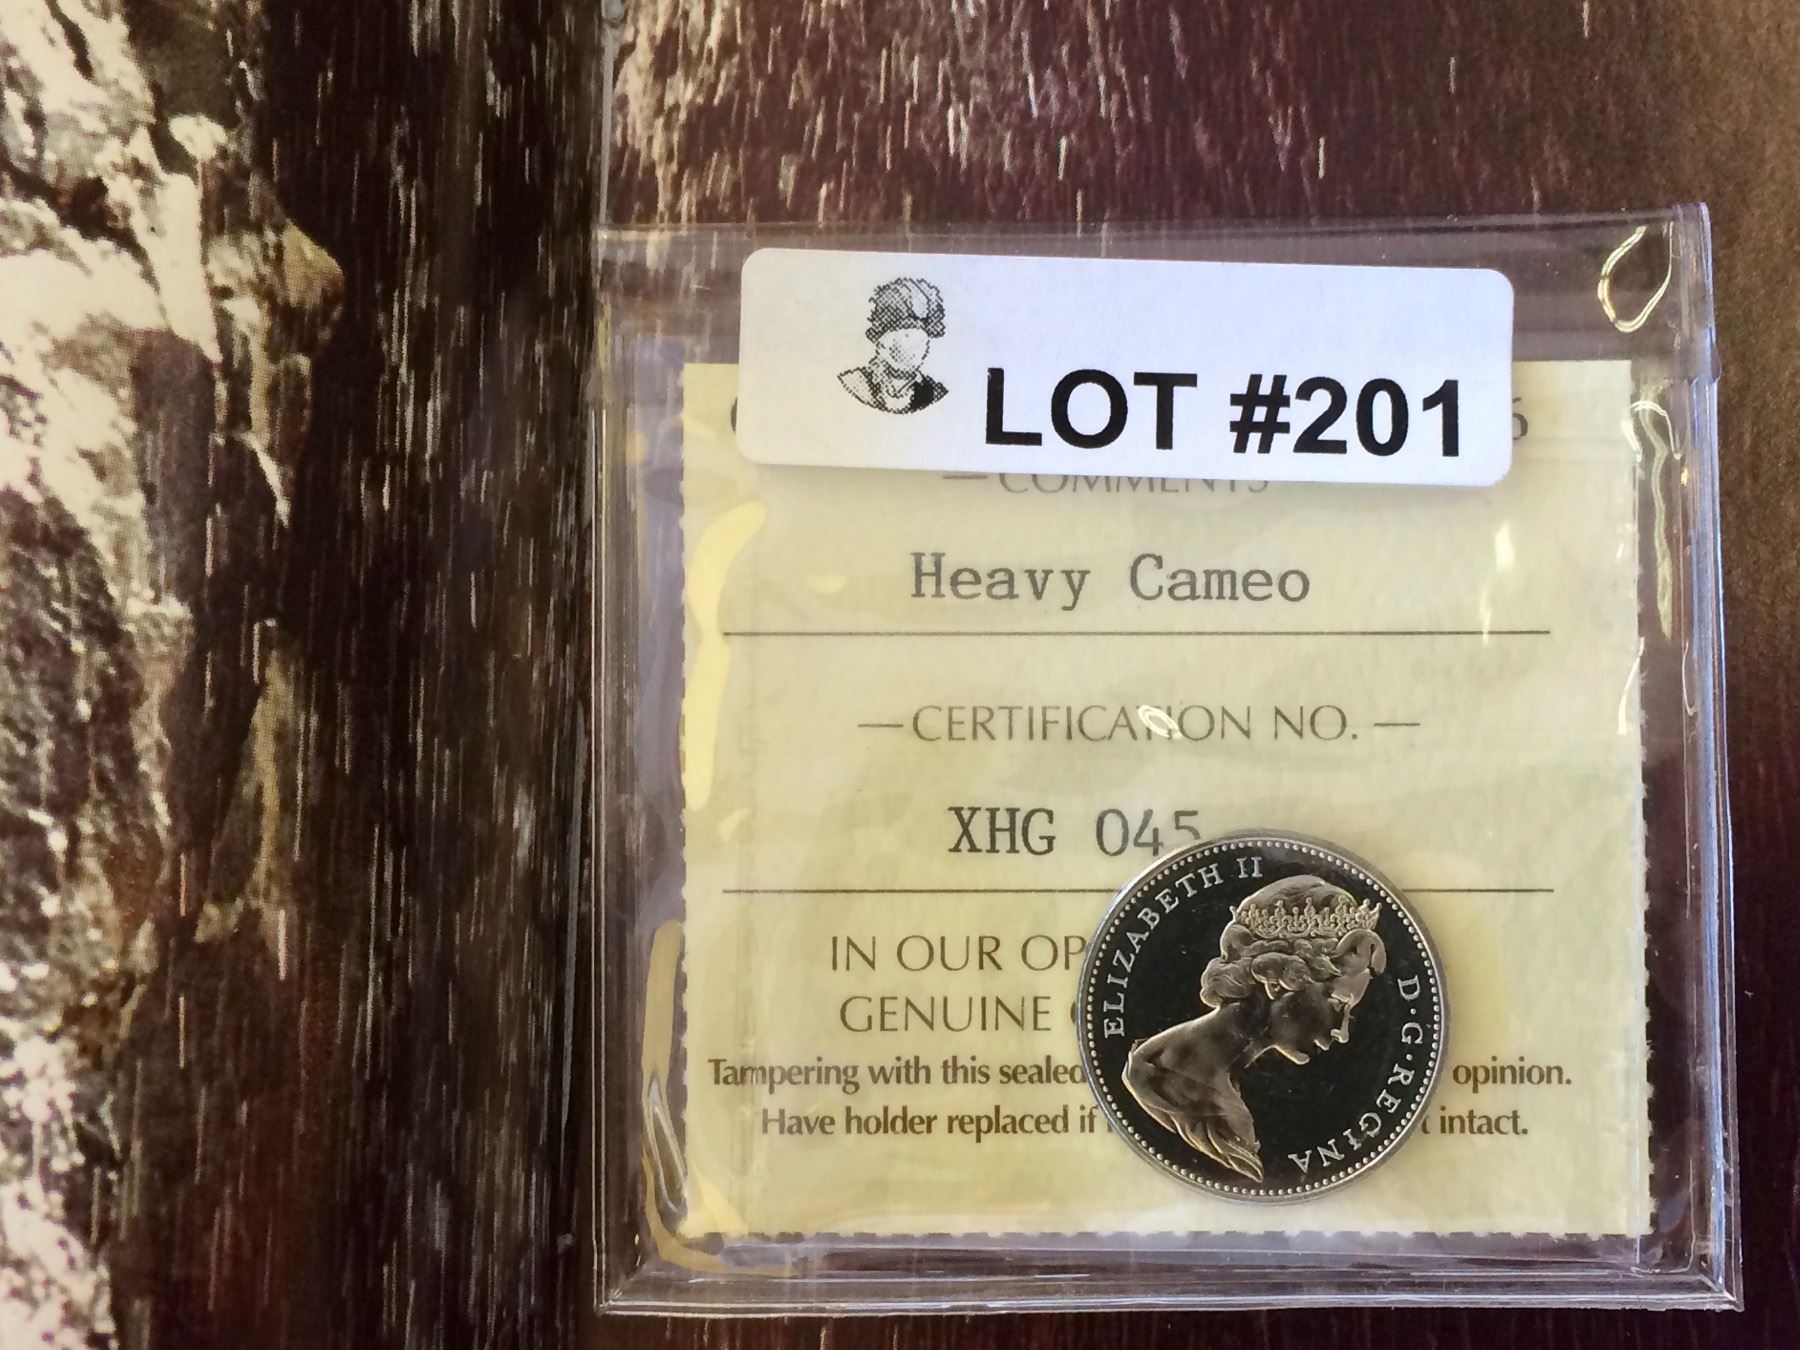 LOT #201
— COMMENTS
Heavy Cameo
— CERTIFICATION NO. —
XHG 045
IN OUR
GENUINE
Tampering with this sealed opinion.
Have holder replaced if intact.
ELIZABETH II D·G·REGINA